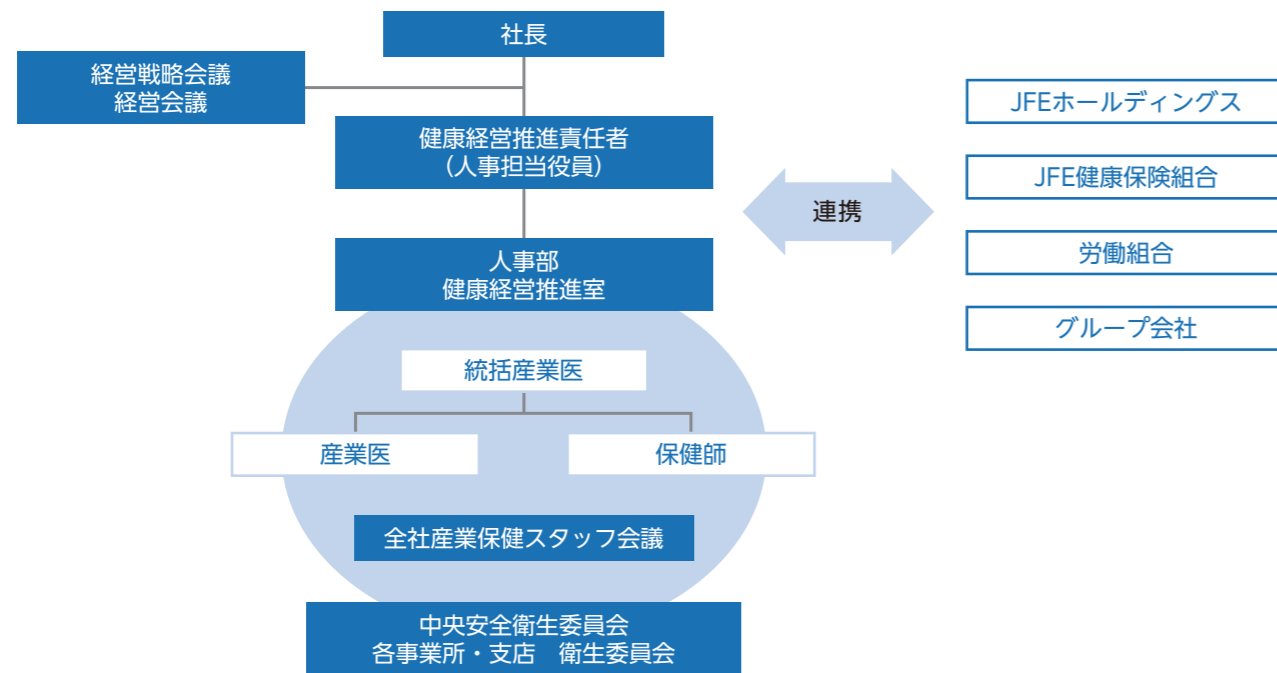 社長
経営戦略会議
経営会議
健康経営推進責任者
（人事担当役員）
人事部
健康経営推進室
統括産業医
産業医
保健師
全社産業保健スタッフ会議
中央安全衛生委員会
各事業所・支店　衛生委員会
連携
JFEホールディングス
JFE健康保険組合
労働組合
グループ会社